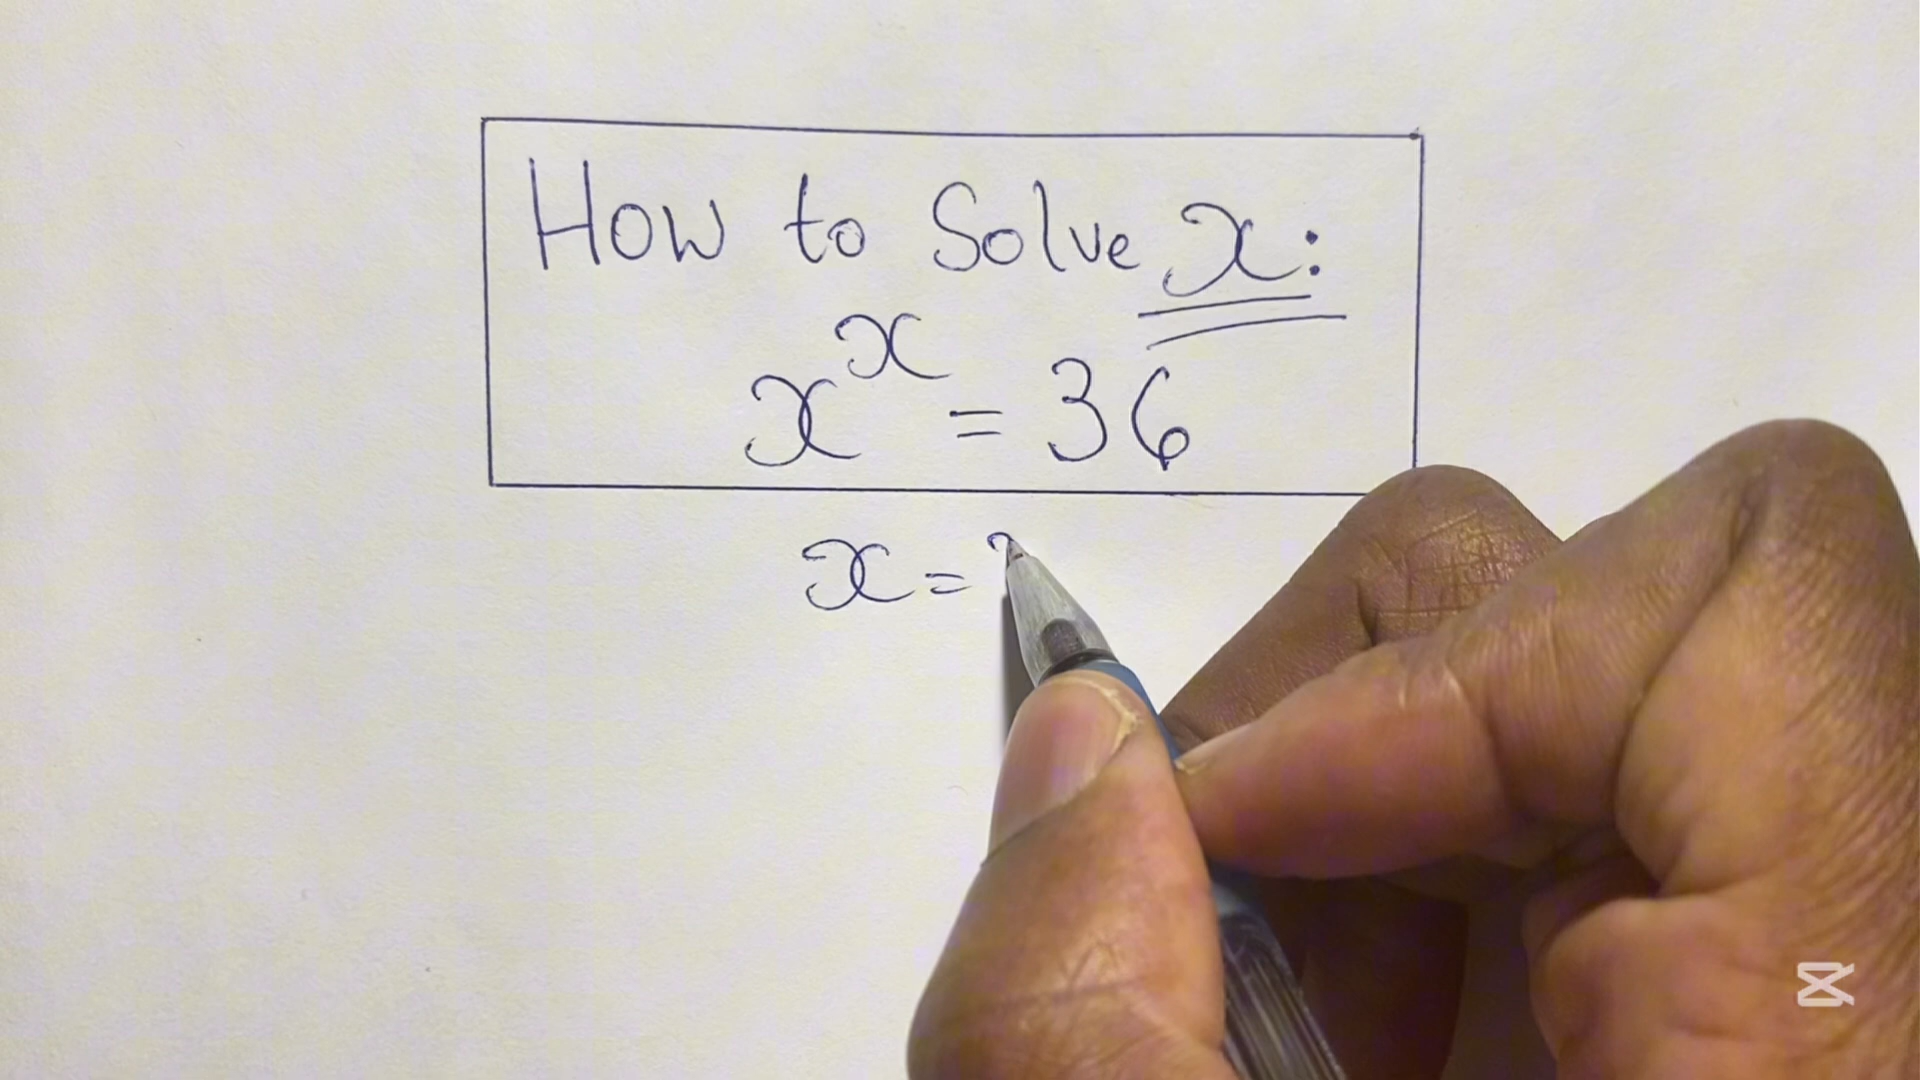 How to Solve x:
x^x = 36
x = ?